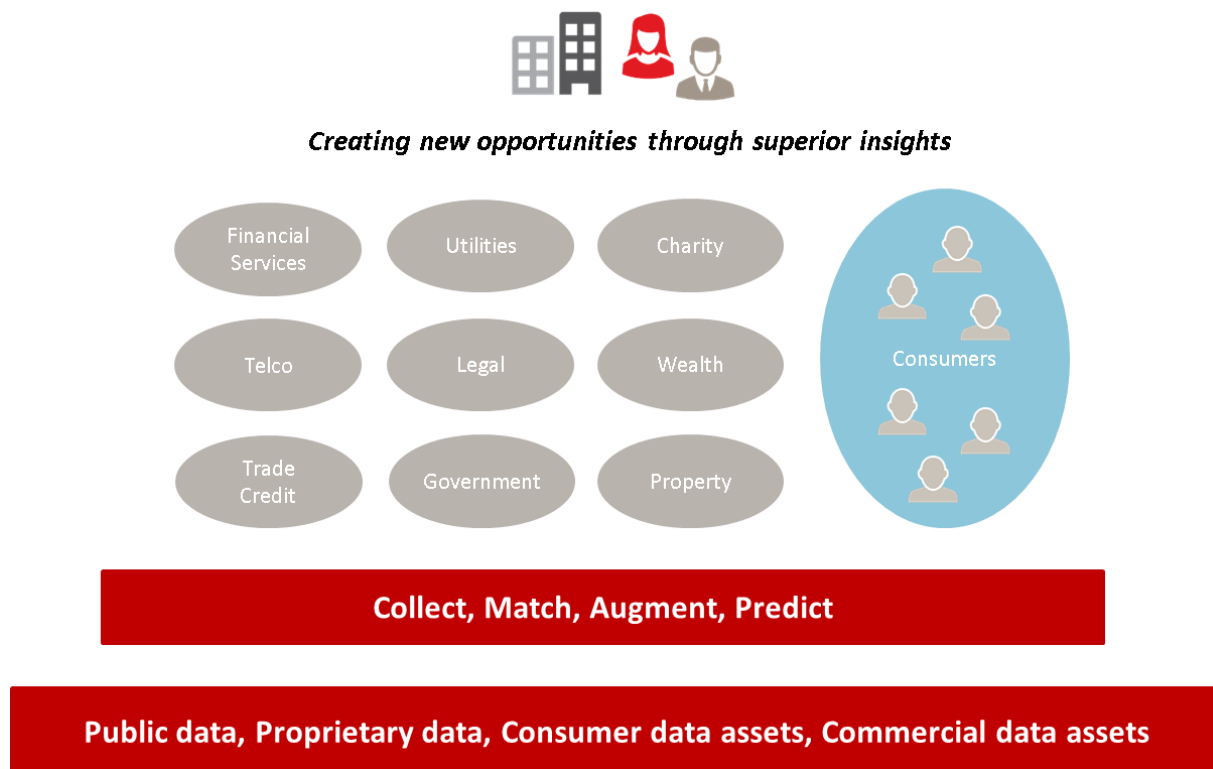 Creating new opportunities through superior insights
Financial
Services
Utilities
Charity
Telco
Legal
Wealth
Consumers
Trade
Credit
Government
Property
Collect, Match, Augment, Predict
Public data, Proprietary data, Consumer data assets, Commercial data assets